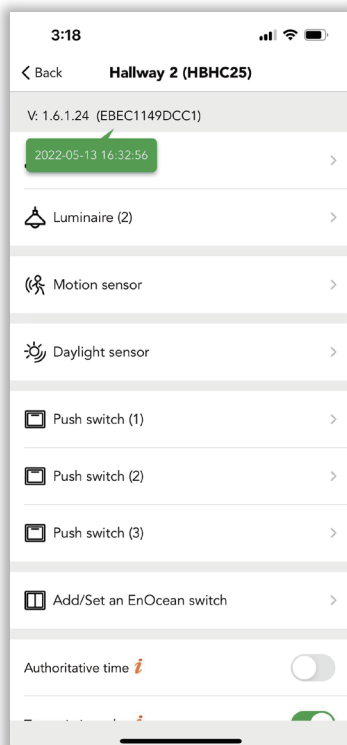 3:18
Back Hallway 2 (HBHC25)
V: 1.6.1.24 (EBEC1149DCC1)
2022-05-13 16:32:56
Luminaire (2)
Motion sensor
Daylight sensor
Push switch (1)
Push switch (2)
Push switch (3)
Add/Set an EnOcean switch
Authoritative time i